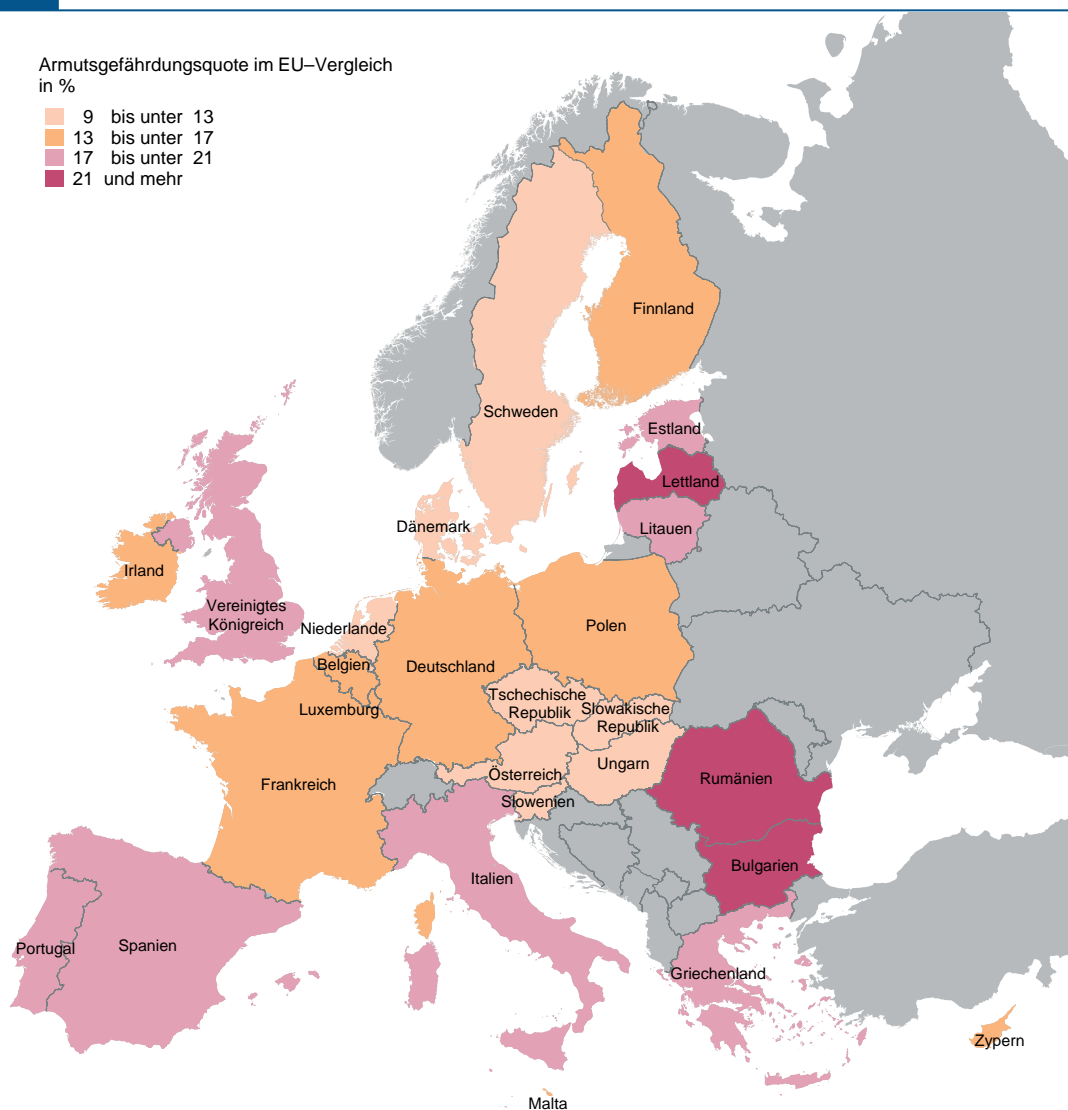 Armutsgefährdungsquote im EU–Vergleich
in %
9 bis unter 13
13 bis unter 17
17 bis unter 21
21 und mehr
Finnland
Schweden
Estland
Lettland
Dänemark
Litauen
Irland
Vereinigtes
Königreich
Niederlande
Polen
Belgien
Deutschland
Luxemburg
Tschechische
Republik
Slowakische
Republik
Frankreich
Österreich
Ungarn
Rumänien
Slowenien
Italien
Bulgarien
Portugal
Spanien
Griechenland
Zypern
Malta